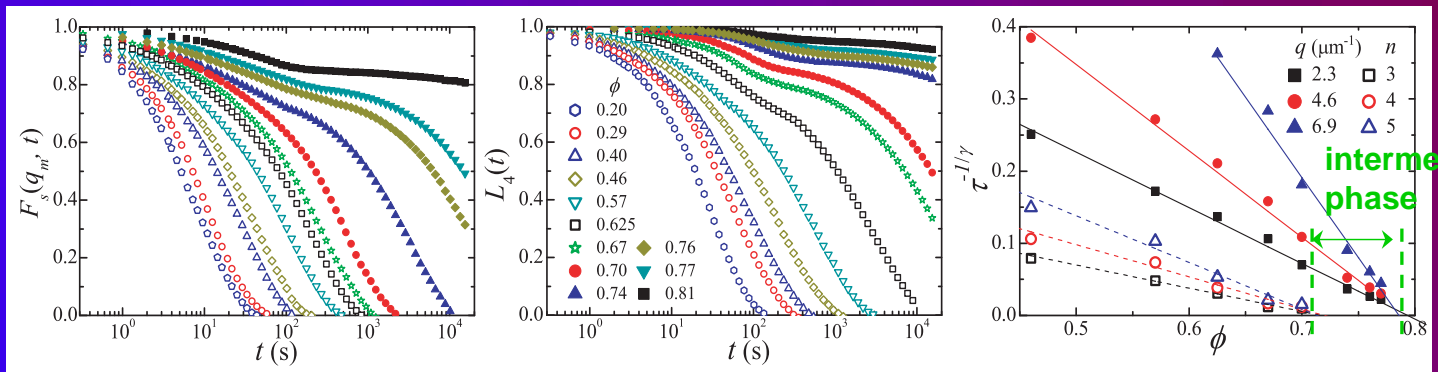 F_s(q_m, t)
1.0
0.8
0.6
0.4
0.2
0.0
10^0 10^1 10^2 10^3 10^4
t (s)
L_4(t)
1.0
0.8
0.6
0.4
0.2
0.0
ϕ
0.20
0.29
0.40
0.46
0.57
0.625
0.67 0.76
0.70 0.77
0.74 0.81
10^0 10^1 10^2 10^3 10^4
t (s)
τ^{-1/γ}
0.4
0.3
0.2
0.1
0.0
q (μm^{-1}) n
2.3 3
4.6 4
6.9 5
interme
phase
0.5 0.6 0.7 0.8
ϕ